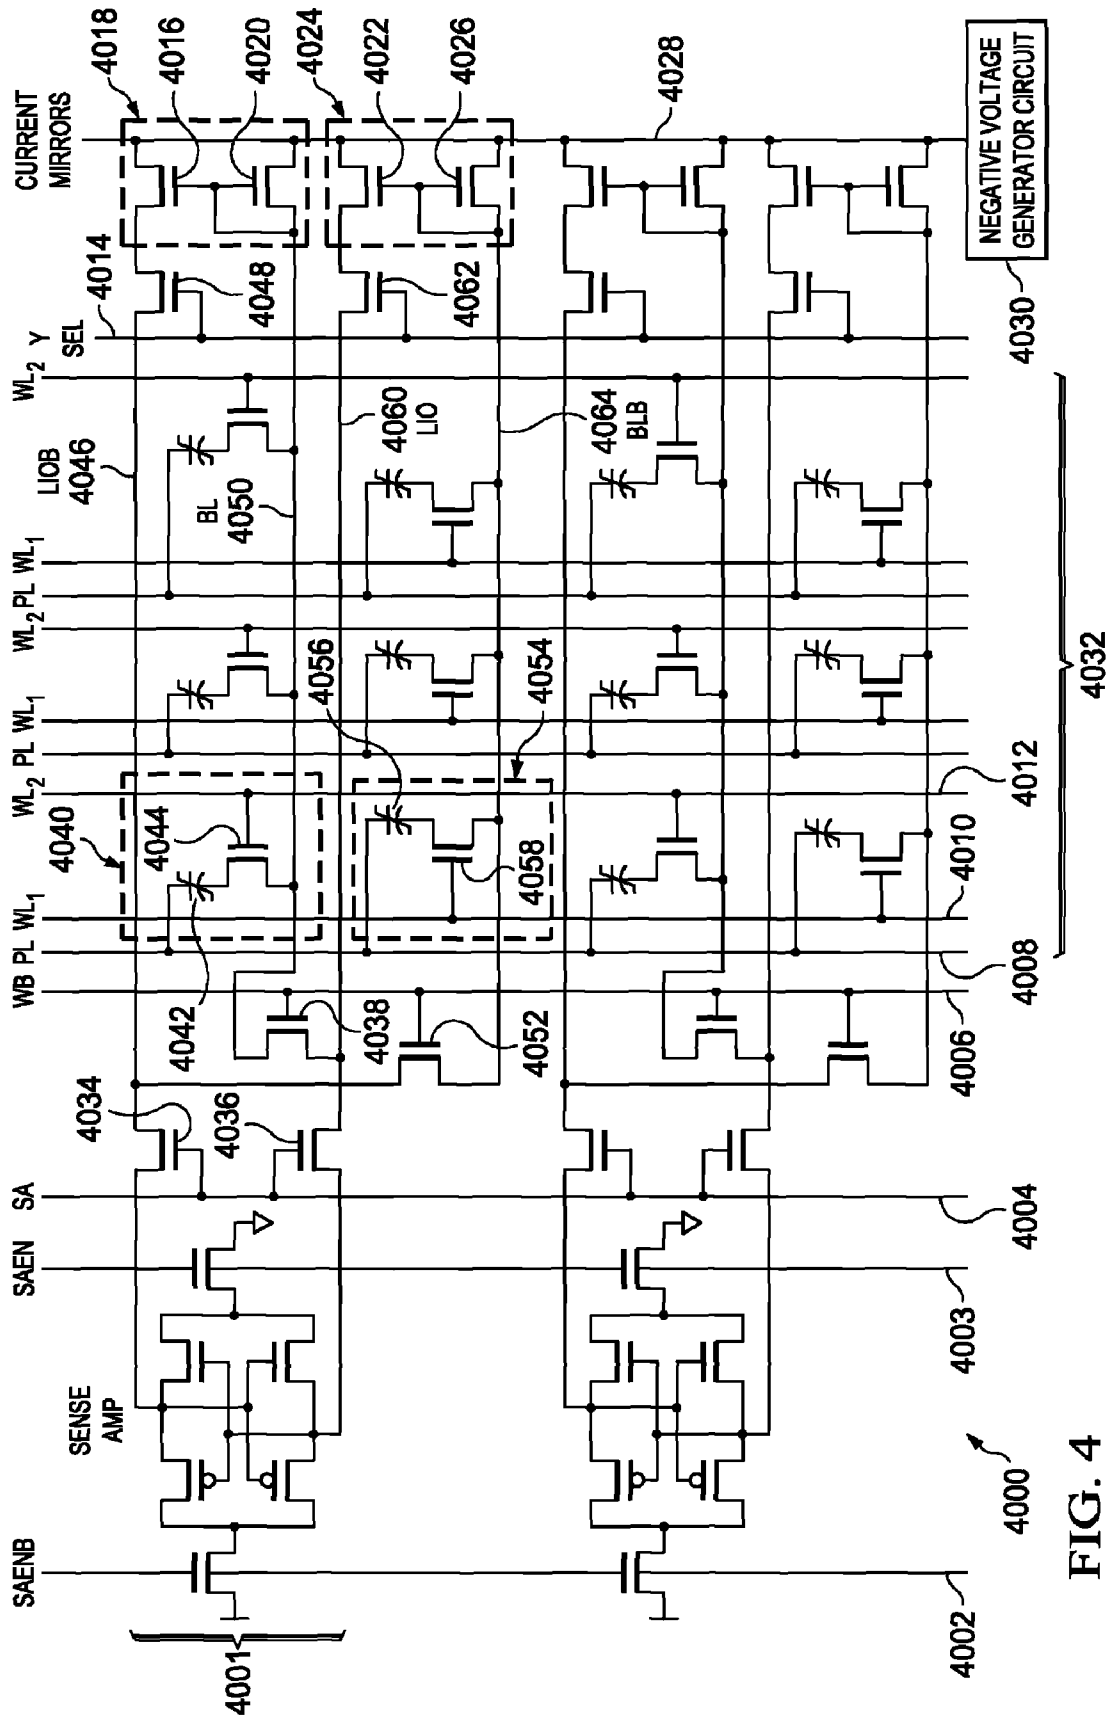 SAENB
SENSE
AMP
SAEN
SA
WB
PL
WL1
WL2
PL
WL1
WL2
PL
WL1
WL2
Y
SEL
CURRENT
MIRRORS
4001
4034
4036
4042
4038
4052
4040
4044
4056
4058
4054
LIOB
4046
BL
4050
4060
LIO
4064
BLB
4014
4048
4062
4018
4016
4020
4024
4022
4026
4028
NEGATIVE VOLTAGE
GENERATOR CIRCUIT
4030
4002
4003
4004
4006
4008
4010
4012
4032
4000
FIG. 4